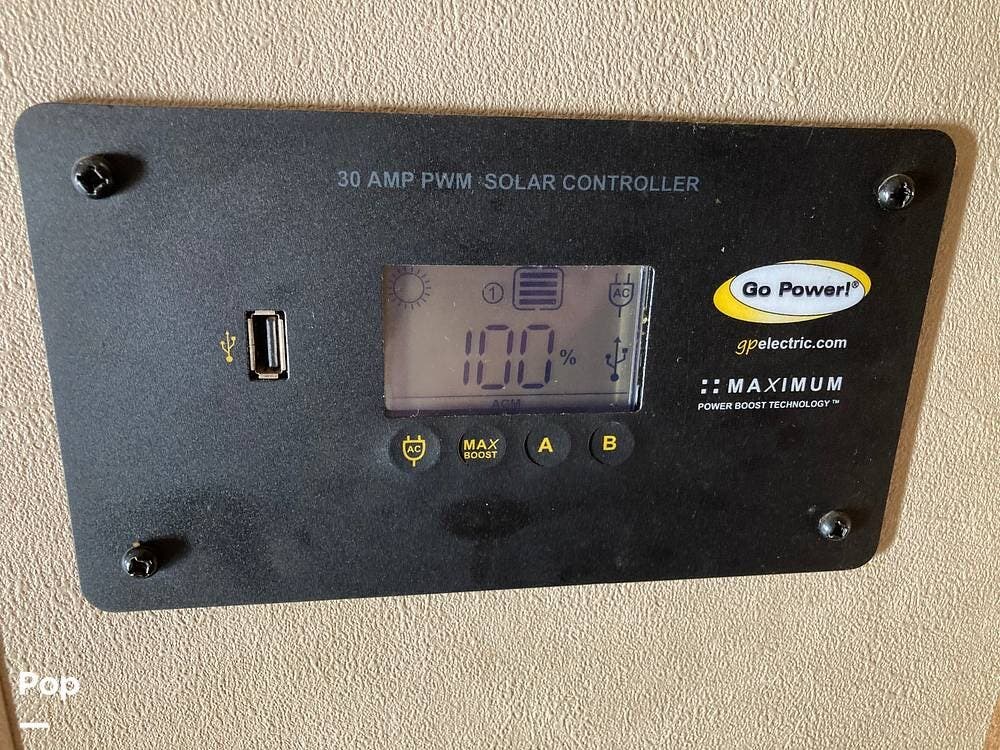 30 AMP PWM SOLAR CONTROLLER
1
AC
100%
AGM
Go Power!®
gpelectric.com
MAXIMUM
POWER BOOST TECHNOLOGY™
AC
MAX
BOOST
A
B
Pop